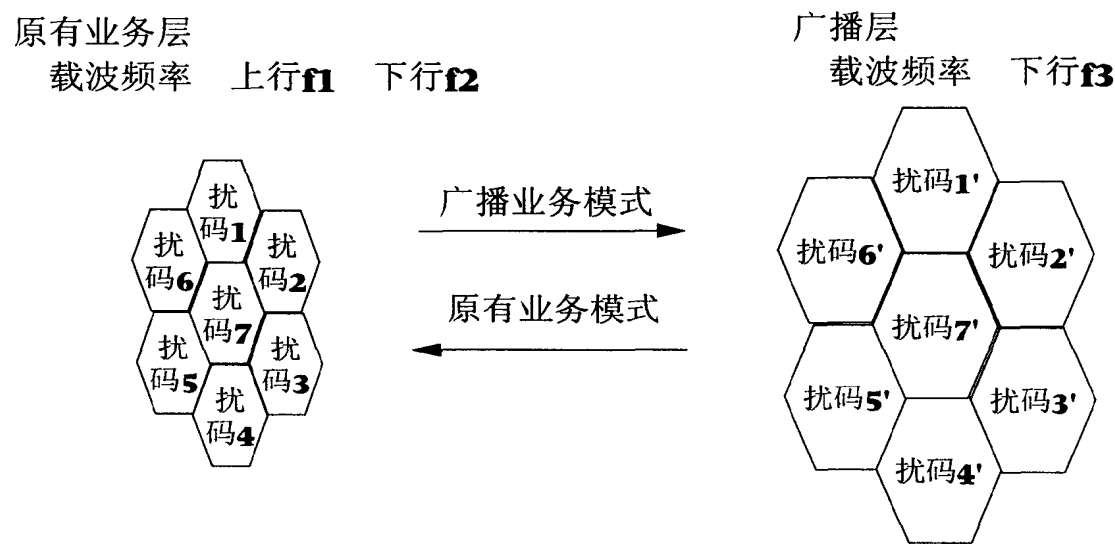 原有业务层
载波频率 上行f1 下行f2
广播层
载波频率 下行f3
扰
码1
扰
码6
扰
码2
扰
码7
扰
码5
扰
码3
扰
码4
广播业务模式
原有业务模式
扰码1'
扰码6'
扰码2'
扰码7'
扰码5'
扰码3'
扰码4'